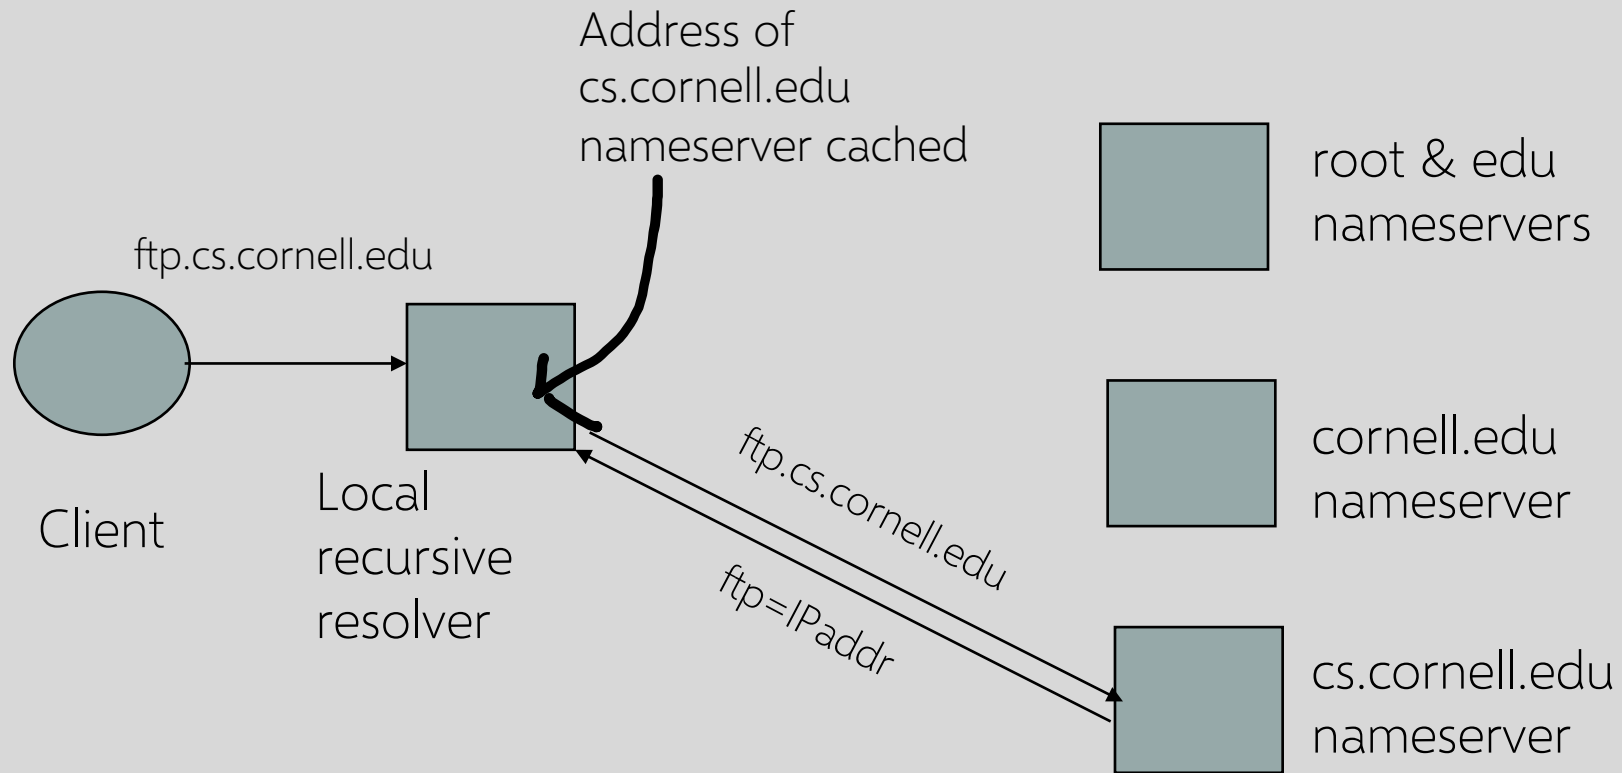 Address of
cs.cornell.edu
nameserver cached
root & edu
nameservers
ftp.cs.cornell.edu
Client
Local
recursive
resolver
ftp.cs.cornell.edu
ftp=IPaddr
cornell.edu
nameserver
cs.cornell.edu
nameserver